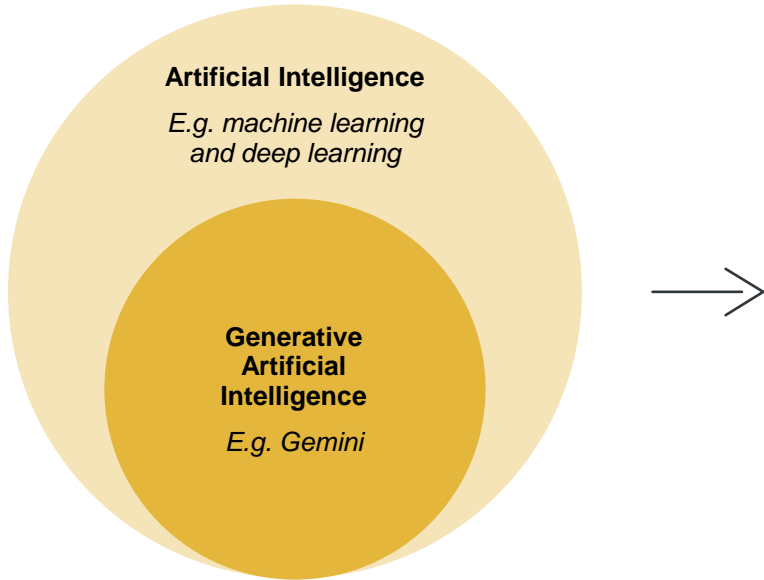 Artificial Intelligence
E.g. machine learning
and deep learning
Generative
Artificial
Intelligence
E.g. Gemini